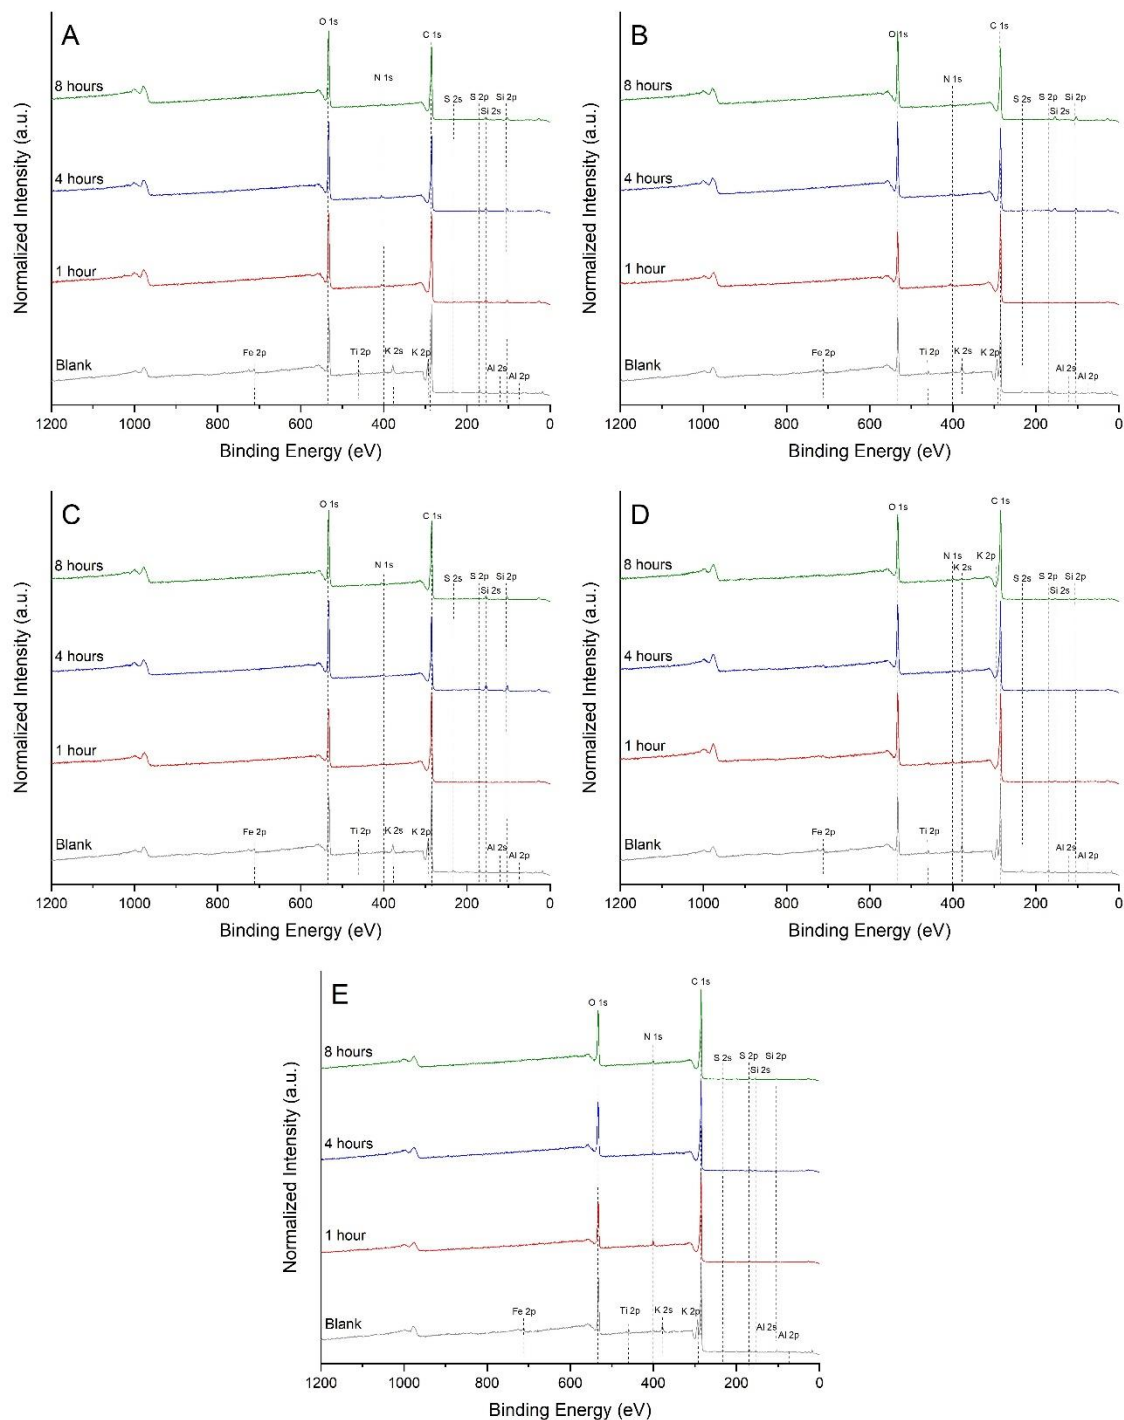 A
O 1s
C 1s
N 1s
8 hours
S 2s
S 2p
Si 2p
Si 2s
4 hours
1 hour
Blank
Fe 2p
Ti 2p
K 2s
K 2p
Al 2s
Al 2p
1200 1000 800 600 400 200 0
Binding Energy (eV)
Normalized Intensity (a.u.)
B
O 1s
C 1s
N 1s
8 hours
S 2s
S 2p
Si 2p
Si 2s
4 hours
1 hour
Blank
Fe 2p
Ti 2p
K 2s
K 2p
Al 2s
Al 2p
1200 1000 800 600 400 200 0
Binding Energy (eV)
Normalized Intensity (a.u.)
C
O 1s
C 1s
N 1s
8 hours
S 2s
S 2p
Si 2p
Si 2s
4 hours
1 hour
Blank
Fe 2p
Ti 2p
K 2s
K 2p
Al 2s
Al 2p
1200 1000 800 600 400 200 0
Binding Energy (eV)
Normalized Intensity (a.u.)
D
O 1s
C 1s
N 1s
K 2p
K 2s
8 hours
S 2s
S 2p
Si 2p
Si 2s
4 hours
1 hour
Blank
Fe 2p
Ti 2p
Al 2s
Al 2p
1200 1000 800 600 400 200 0
Binding Energy (eV)
Normalized Intensity (a.u.)
E
O 1s
C 1s
N 1s
8 hours
S 2s
S 2p
Si 2p
Si 2s
4 hours
1 hour
Blank
Fe 2p
Ti 2p
K 2s
K 2p
Al 2s
Al 2p
1200 1000 800 600 400 200 0
Binding Energy (eV)
Normalized Intensity (a.u.)